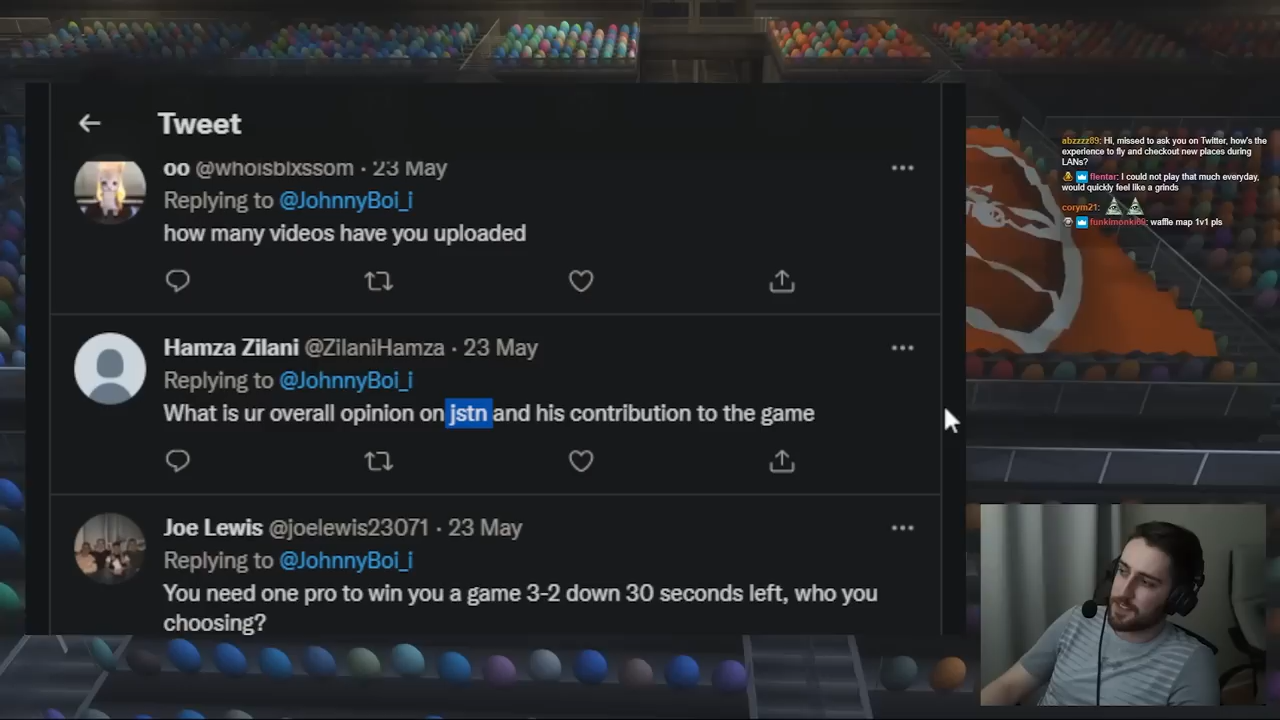 Tweet
oo @whoisblxssom · 23 May
Replying to @JohnnyBoi_i
how many videos have you uploaded
Hamza Zilani @ZilaniHamza · 23 May
Replying to @JohnnyBoi_i
What is ur overall opinion on jstn and his contribution to the game
Joe Lewis @joelewis23071 · 23 May
Replying to @JohnnyBoi_i
You need one pro to win you a game 3-2 down 30 seconds left, who you
choosing?
abzzzz89: Hi, missed to ask you on Twitter, how's the
experience to fly and checkout new places during
LANs?
flentar: I could not play that much everyday,
would quickly feel like a grinds
corym21:
funkimonki69: waffle map 1v1 pls